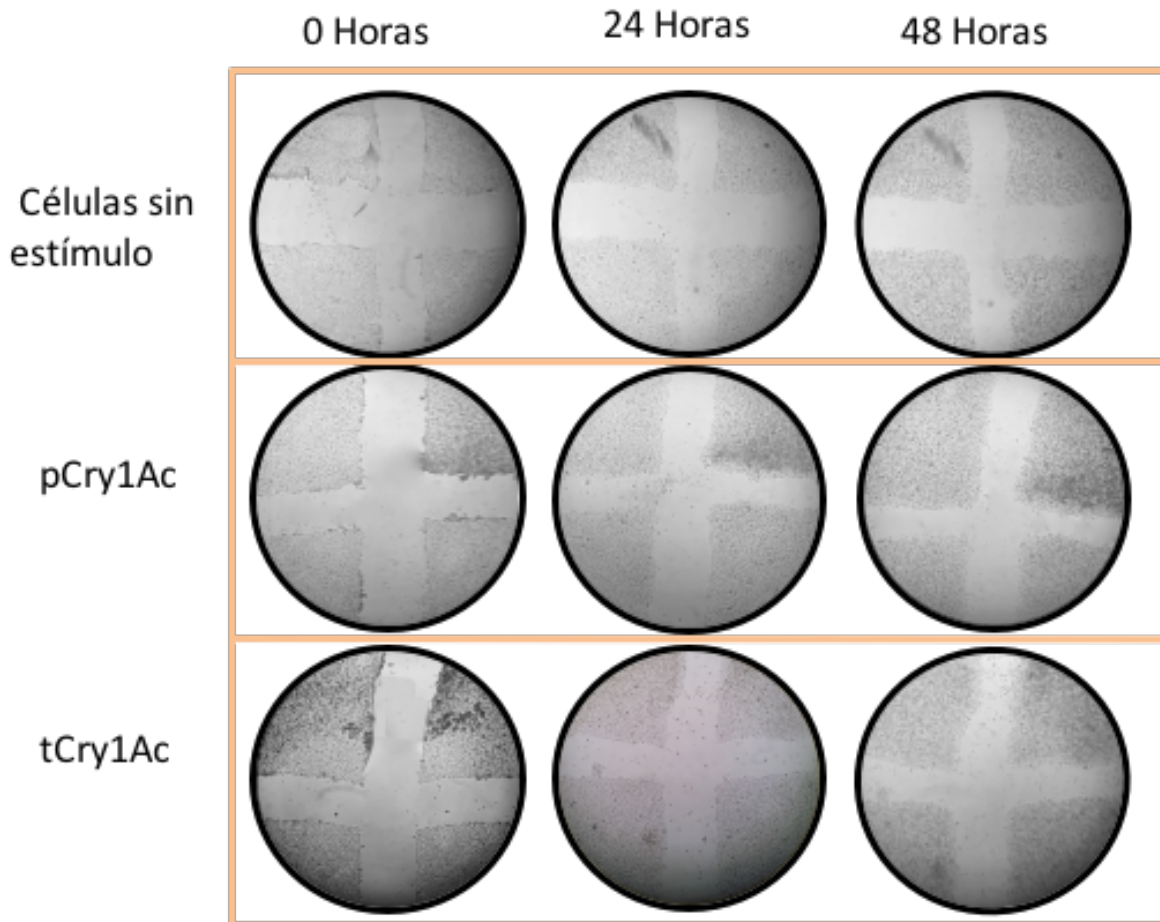 0 Horas
24 Horas
48 Horas
Células sin
estímulo
pCry1Ac
tCry1Ac